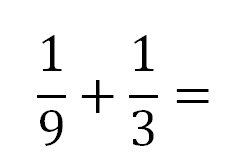 1/9 + 1/3 =